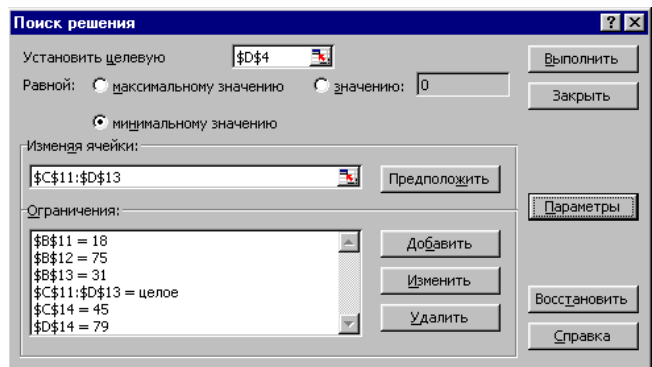 Поиск решения
Установить целевую $D$4 Выполнить
Равной: максимальному значению значению: 0 Закрыть
минимальному значению
Изменяя ячейки:
$C$11:$D$13 Предположить
Параметры
Ограничения:
$B$11 = 18 Добавить
$B$12 = 75
$B$13 = 31 Изменить
$C$11:$D$13 = целое Восстановить
$C$14 = 45 Удалить
$D$14 = 79 Справка